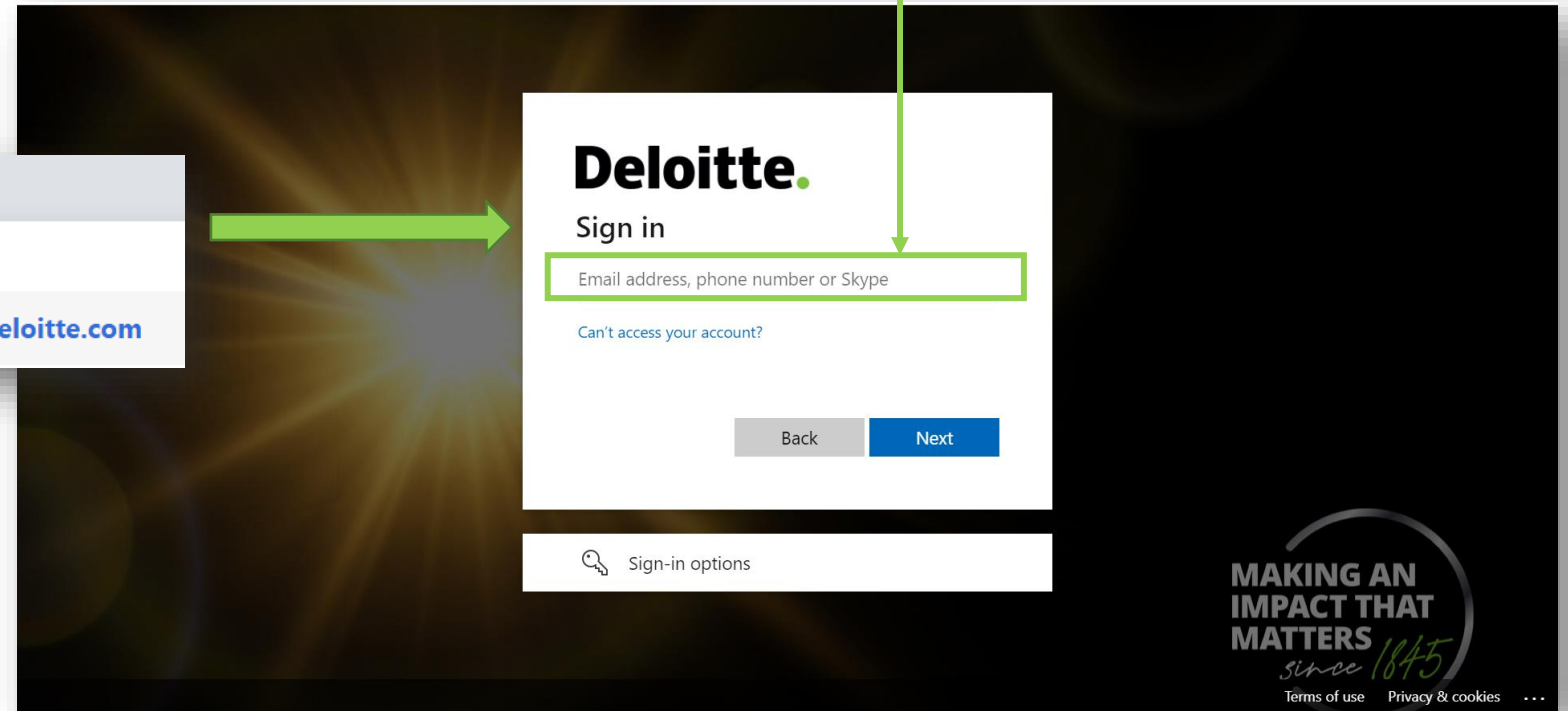 Deloitte.
Sign in
Email address, phone number or Skype
eloitte.com
Can't access your account?
Back Next
Sign-in options
MAKING AN
IMPACT THAT
MATTERS
since 1845
Terms of use Privacy & cookies ...